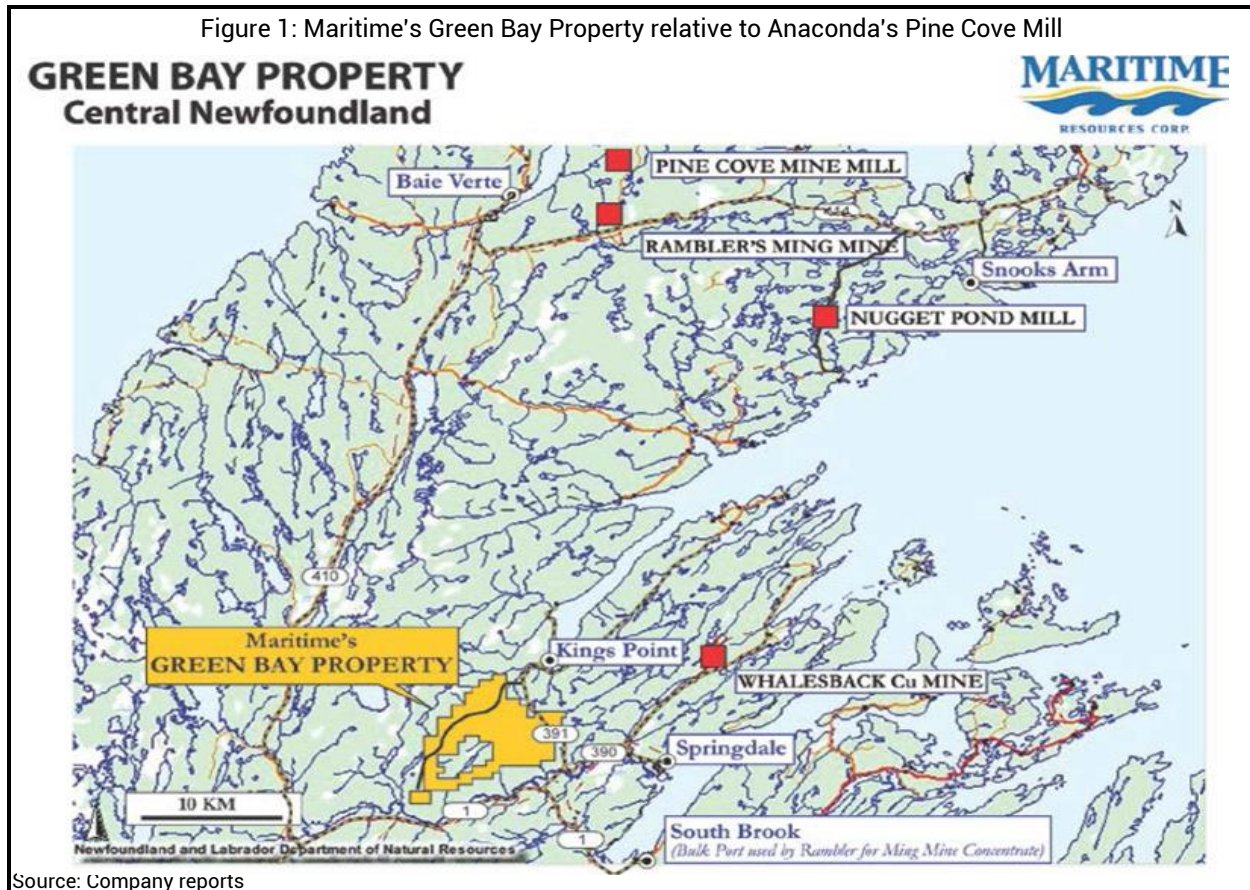 Figure 1: Maritime's Green Bay Property relative to Anaconda's Pine Cove Mill
GREEN BAY PROPERTY
Central Newfoundland
MARITIME
RESOURCES CORP.
PINE COVE MINE MILL
Baie Verte
N
RAMBLER'S MING MINE
Snooks Arm
NUGGET POND MILL
410
Maritime's
GREEN BAY PROPERTY
Kings Point
WHALESBACK Cu MINE
391
390
Springdale
10 KM
1
1
South Brook
(Bulk Port used by Rambler for Ming Mine Concentrate)
Newfoundland and Labrador Department of Natural Resources
Source: Company reports